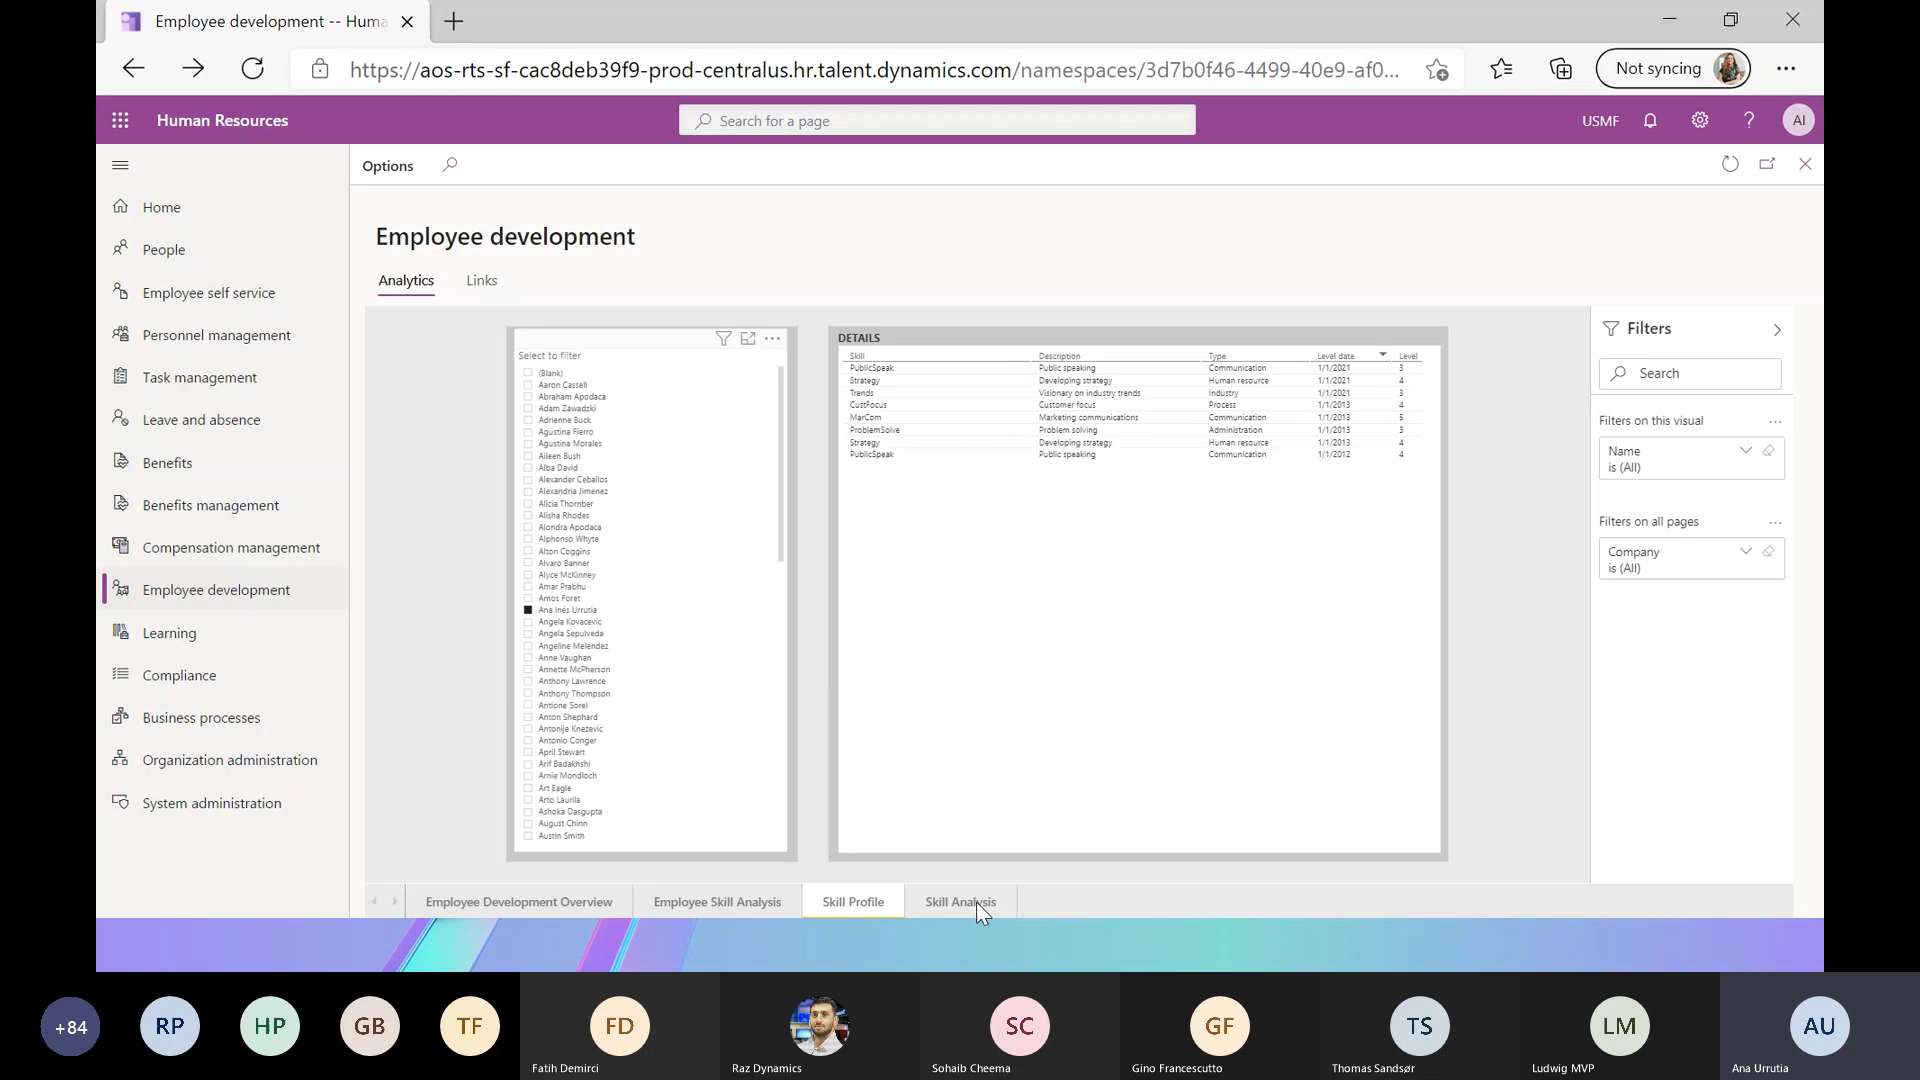 Employee development -- Huma
https://aos-rts-sf-cac8deb39f9-prod-centralus.hr.talent.dynamics.com/namespaces/3d7b0f46-4499-40e9-af0...
Not syncing
Human Resources
Search for a page
USMF
?
AI
Options
Home
People
Employee self service
Personnel management
Task management
Leave and absence
Benefits
Benefits management
Compensation management
Employee development
Learning
Compliance
Business processes
Organization administration
System administration
Employee development
Analytics Links
Select to filter
(Blank)
Aaron Cassell
Abraham Apodaca
Adam Zawadzki
Adrienne Buck
Agustina Fierro
Agustina Morales
Aileen Bush
Alba David
Alexander Ceballos
Alexandria Jimenez
Alicia Thornber
Alisha Rhodes
Alondra Apodaca
Alphonso Whyte
Alton Coggins
Alvaro Banner
Alyce McKinney
Amar Prabhu
Amos Foret
Ana Inés Urrutia
Angela Kovacevic
Angela Sepulveda
Angeline Melendez
Anne Vaughan
Annette McPherson
Anthony Lawrence
Anthony Thompson
Antione Sorel
Anton Shephard
Antonije Knezevic
Antonio Conger
April Stewart
Arif Badakhshi
Arnie Mondloch
Art Eagle
Arto Laurila
Ashoka Dasgupta
August Chinn
Austin Smith
DETAILS
Skill Description Type Level date Level
PublicSpeak Public speaking Communication 1/1/2021 3
Strategy Developing strategy Human resource 1/1/2021 4
Trends Visionary on industry trends Industry 1/1/2021 3
CustFocus Customer focus Process 1/1/2013 4
MarCom Marketing communications Communication 1/1/2013 5
ProblemSolve Problem solving Administration 1/1/2013 3
Strategy Developing strategy Human resource 1/1/2013 4
PublicSpeak Public speaking Communication 1/1/2012 4
Filters
Search
Filters on this visual
Name
is (All)
Filters on all pages
Company
is (All)
Employee Development Overview Employee Skill Analysis Skill Profile Skill Analysis
+84 RP HP GB TF FD SC GF TS LM AU
Fatih Demirci Raz Dynamics Sohaib Cheema Gino Francescutto Thomas Sandsør Ludwig MVP Ana Urrutia